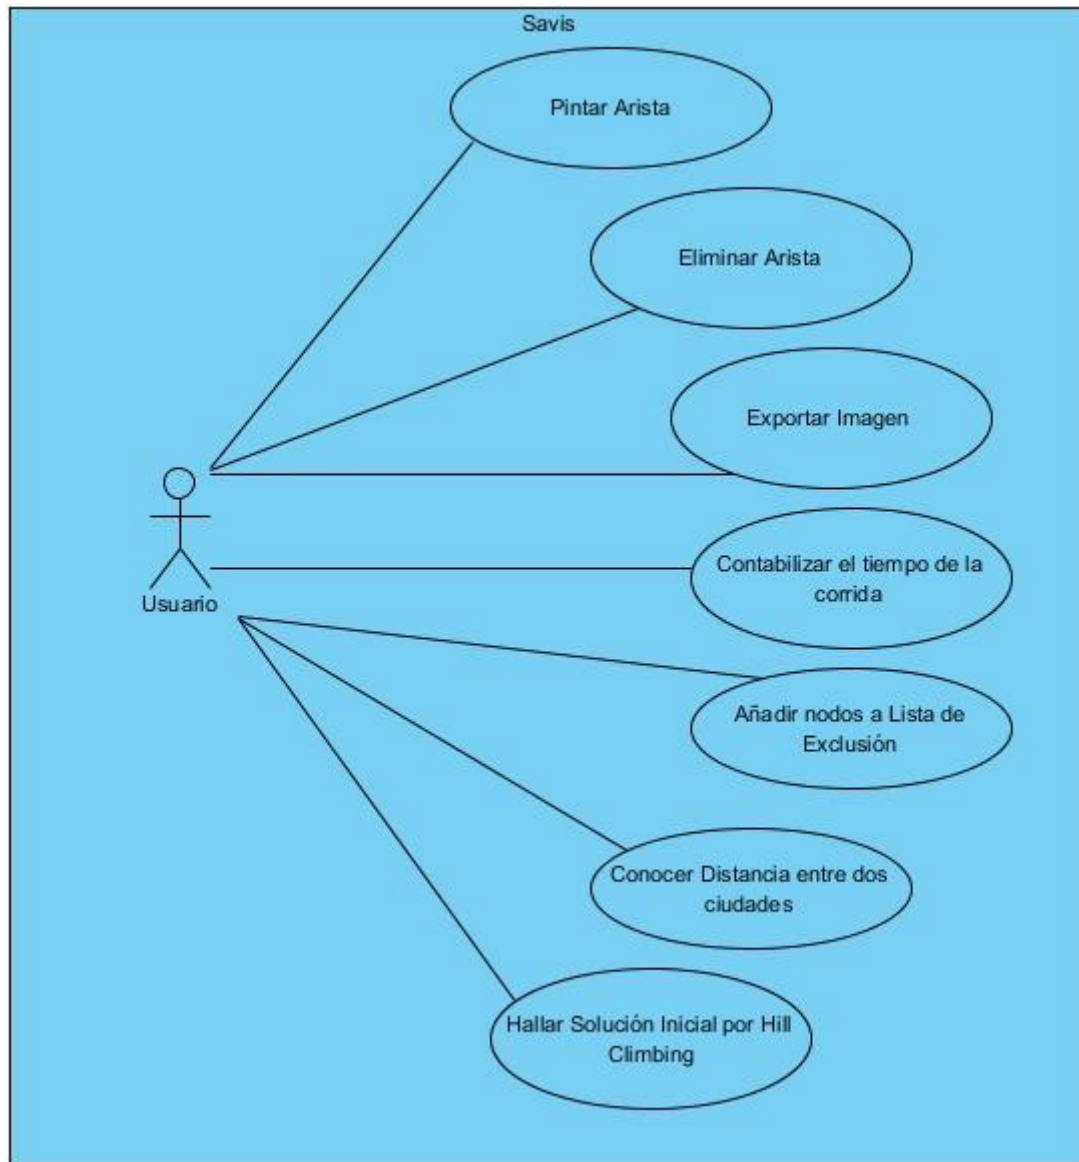 Savis
Pintar Arista
Eliminar Arista
Exportar Imagen
Contabilizar el tiempo de la
corrida
Usuario
Añadir nodos a Lista de
Exclusión
Conocer Distancia entre dos
ciudades
Hallar Solución Inicial por Hill
Climbing